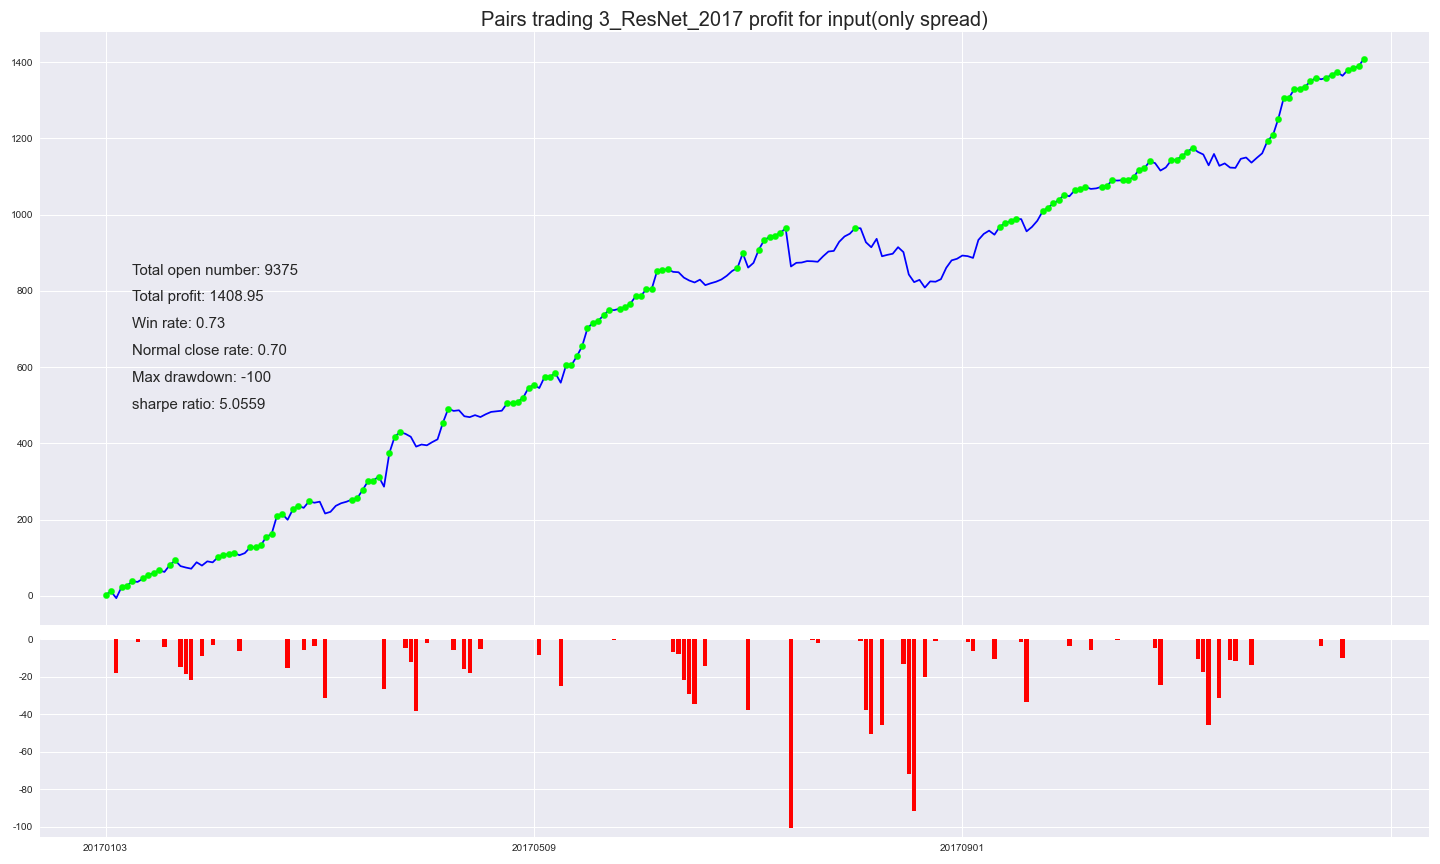 Pairs trading 3_ResNet_2017 profit for input(only spread)
1400
1200
1000
800
600
400
200
0
Total open number: 9375
Total profit: 1408.95
Win rate: 0.73
Normal close rate: 0.70
Max drawdown: -100
sharpe ratio: 5.0559
0
-20
-40
-60
-80
-100
20170103 20170509 20170901